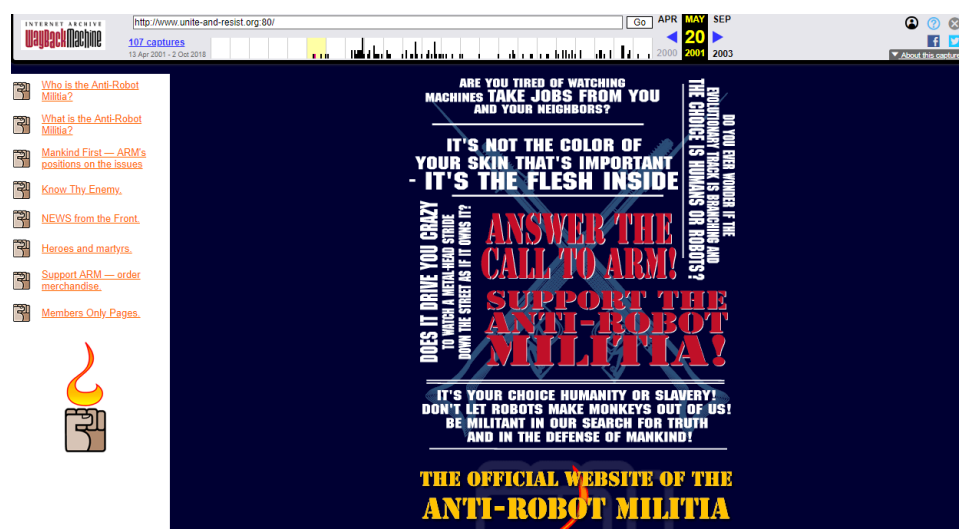 INTERNET ARCHIVE
WayBackMachine
http://www.unite-and-resist.org:80/
Go
APR MAY SEP
107 captures
20
13 Apr 2001 - 2 Oct 2018
2000 2001 2003
▼ About this capture
Who is the Anti-Robot
Militia?
What is the Anti-Robot
Militia?
Mankind First — ARM's
positions on the issues
Know Thy Enemy.
NEWS from the Front.
Heroes and martyrs.
Support ARM — order
merchandise.
Members Only Pages.
ARE YOU TIRED OF WATCHING
MACHINES TAKE JOBS FROM YOU
AND YOUR NEIGHBORS?
IT'S NOT THE COLOR OF
YOUR SKIN THAT'S IMPORTANT
- IT'S THE FLESH INSIDE
DO YOU EVER WONDER IF THE
EVOLUTIONARY TRACK IS BRANCHING AND
THE CHOICE IS HUMANS OR ROBOTS?
DOES IT DRIVE YOU CRAZY
TO WATCH A METAL-HEAD STRIDE
DOWN THE STREET AS IF IT OWNS IT?
ANSWER THE
CALL TO ARM!
SUPPORT THE
ANTI-ROBOT
MILITIA!
IT'S YOUR CHOICE HUMANITY OR SLAVERY!
DON'T LET ROBOTS MAKE MONKEYS OUT OF US!
BE MILITANT IN OUR SEARCH FOR TRUTH
AND IN THE DEFENSE OF MANKIND!
THE OFFICIAL WEBSITE OF THE
ANTI-ROBOT MILITIA